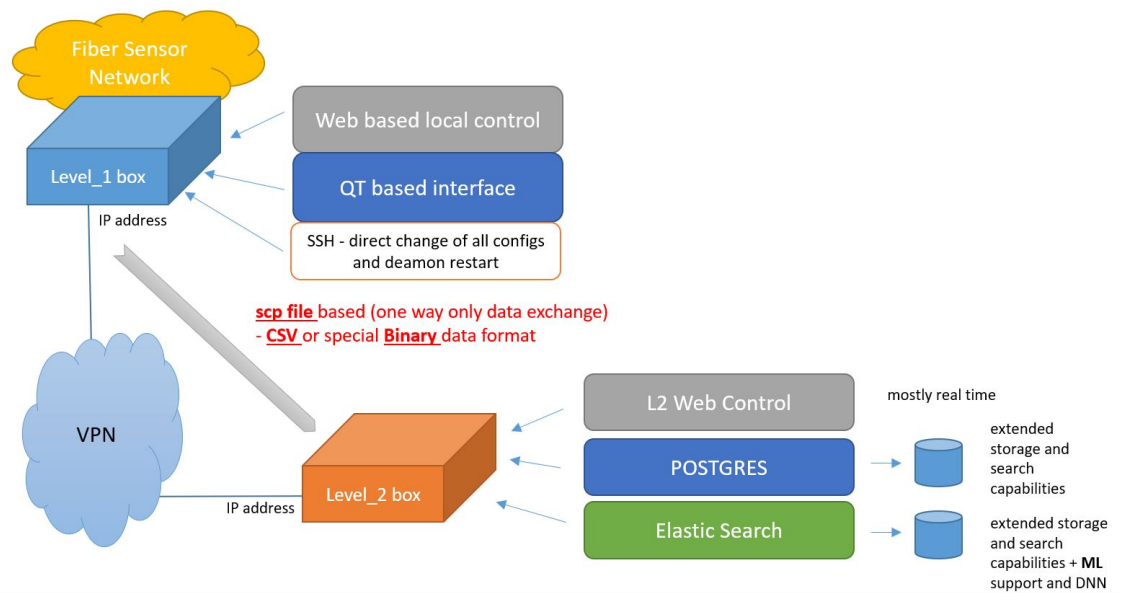 Fiber Sensor
Network
Level_1 box
IP address
Web based local control
QT based interface
SSH - direct change of all configs
and deamon restart
scp file based (one way only data exchange)
- CSV or special Binary data format
VPN
IP address
Level_2 box
L2 Web Control
POSTGRES
Elastic Search
mostly real time
extended
storage and
search
capabilities
extended storage
and search
capabilities + ML
support and DNN